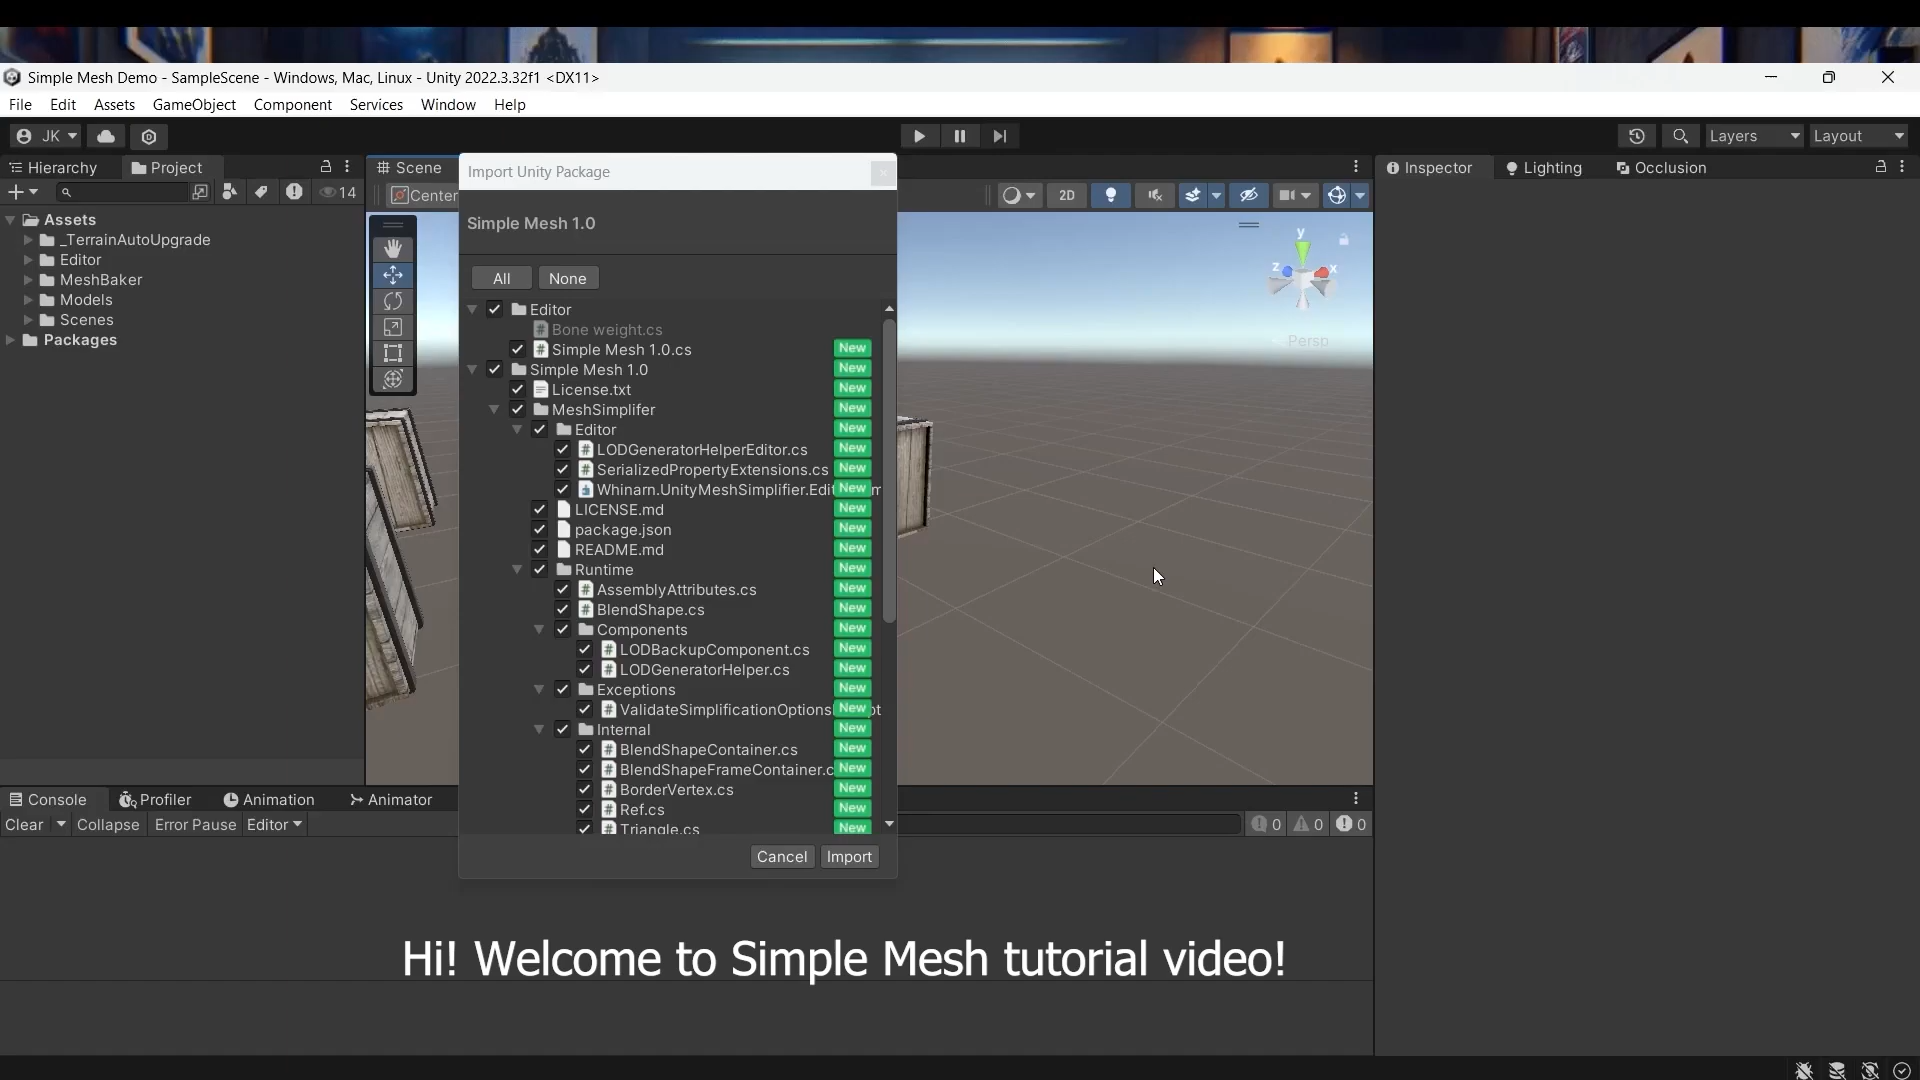 Simple Mesh Demo - SampleScene - Windows, Mac, Linux - Unity 2022.3.32f1 <DX11>
File Edit Assets GameObject Component Services Window Help
JK
Layers Layout
Hierarchy Project
14
Assets
_TerrainAutoUpgrade
Editor
MeshBaker
Models
Scenes
Packages
Scene
Center
2D
y
z x
Persp
Import Unity Package
Simple Mesh 1.0
All None
Editor
Bone weight.cs
Simple Mesh 1.0.cs New
Simple Mesh 1.0 New
License.txt New
MeshSimplifer New
Editor New
LODGeneratorHelperEditor.cs New
SerializedPropertyExtensions.cs New
Whinarn.UnityMeshSimplifier.Edit New
LICENSE.md New
package.json New
README.md New
Runtime New
AssemblyAttributes.cs New
BlendShape.cs New
Components New
LODBackupComponent.cs New
LODGeneratorHelper.cs New
Exceptions New
ValidateSimplificationOptions New
Internal New
BlendShapeContainer.cs New
BlendShapeFrameContainer.c New
BorderVertex.cs New
Ref.cs New
Triangle.cs New
Cancel Import
Inspector Lighting Occlusion
Console Profiler Animation Animator
Clear Collapse Error Pause Editor
0 0 0
Hi! Welcome to Simple Mesh tutorial video!